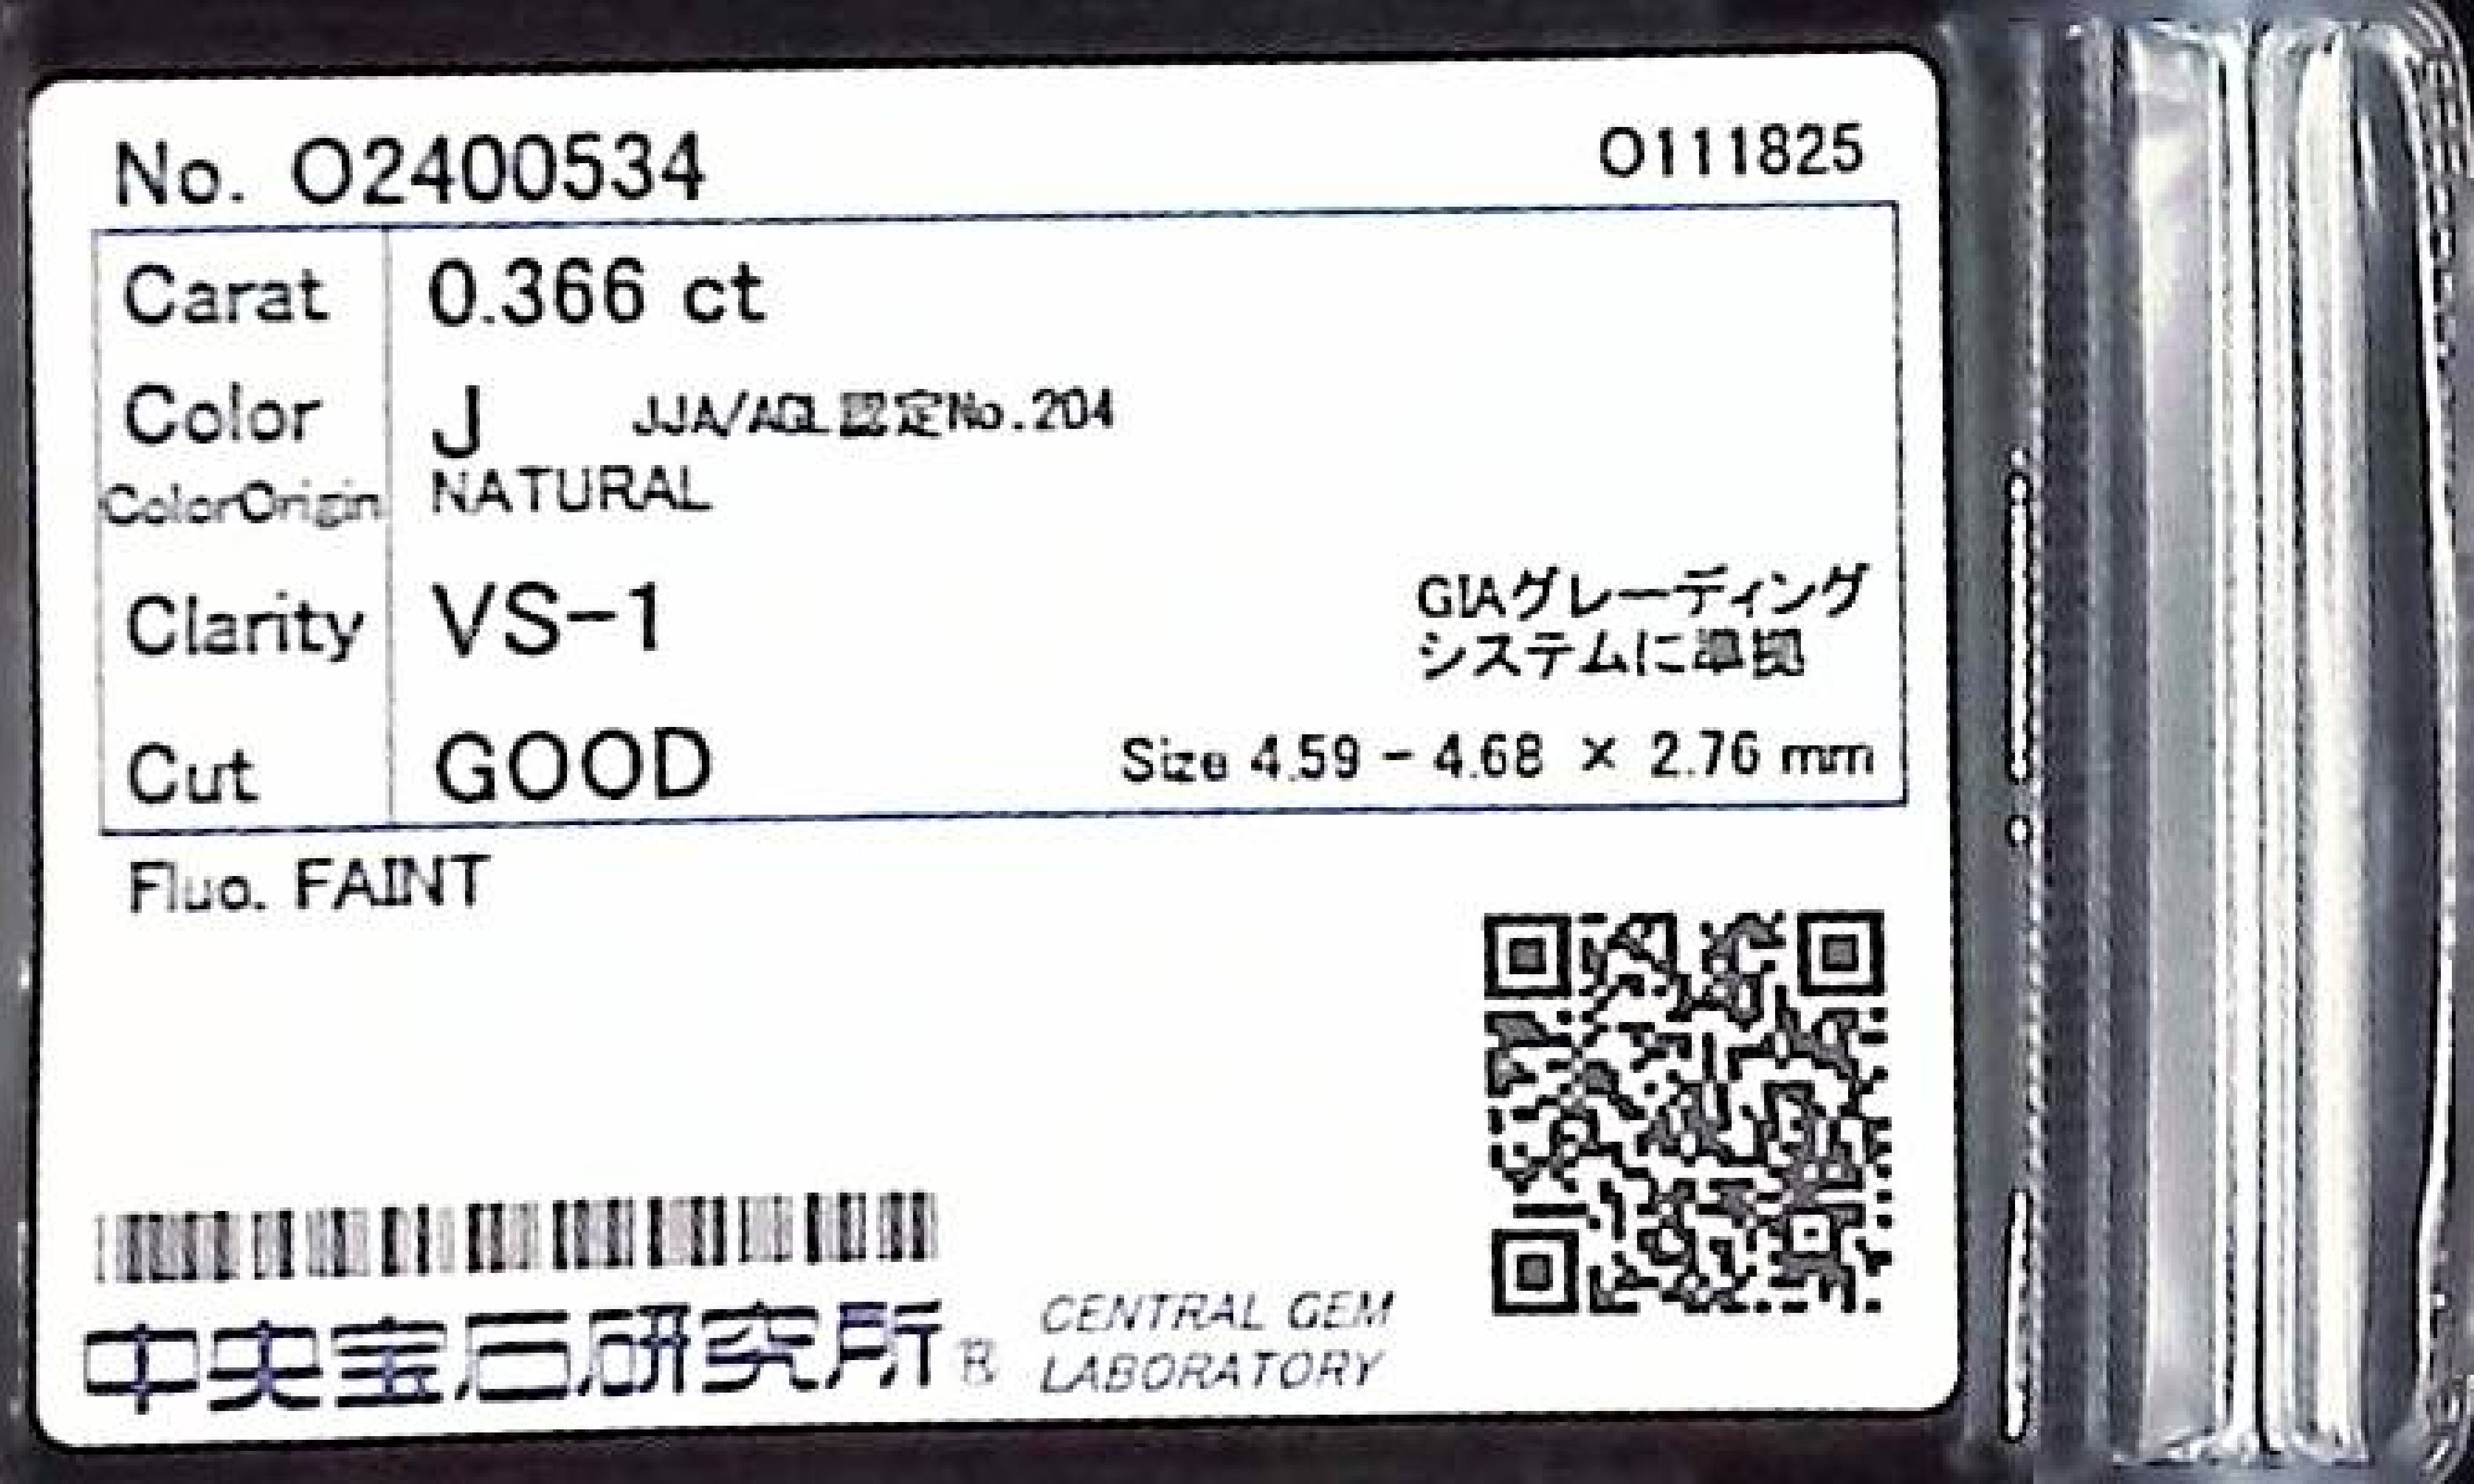 No. O2400534
O111825
Carat 0.366 ct
Color J JJA/AGL認定No.204
ColorOrigin NATURAL
Clarity VS-1
GIAグレーディング
システムに準拠
Cut GOOD Size 4.59 - 4.68 × 2.76 mm
Fluo. FAINT
中央宝石研究所® CENTRAL GEM
LABORATORY